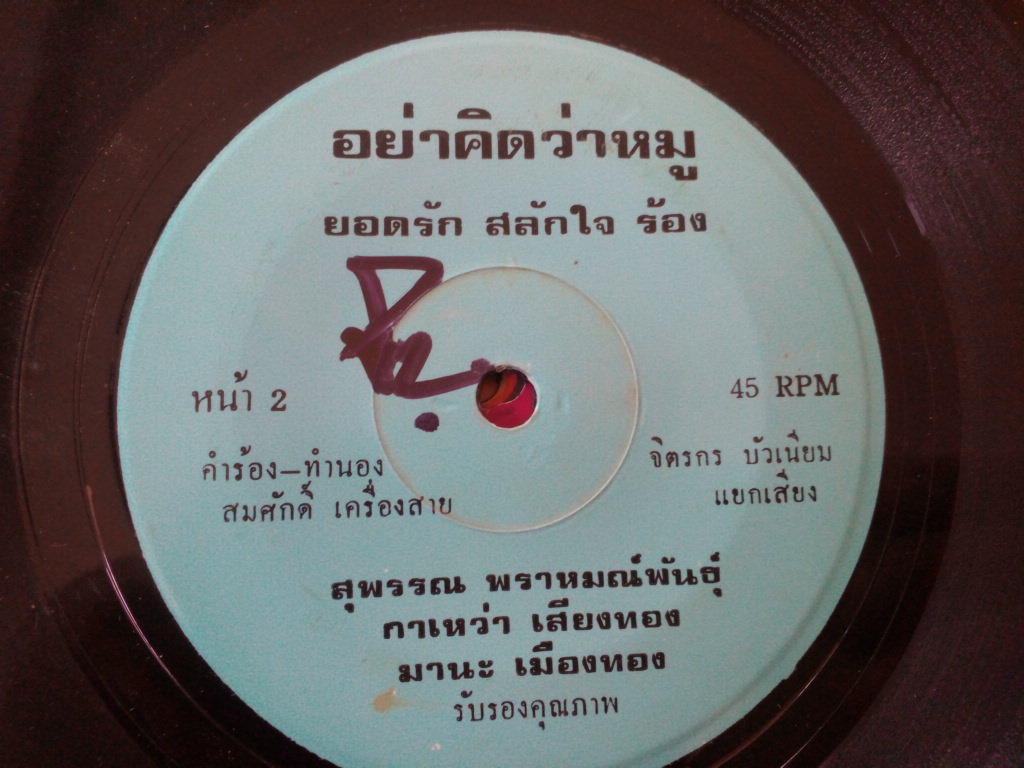 อย่าคิดว่าหมู
ยอดรัก สลักใจ ร้อง
หน้า 2
45 RPM
คำร้อง–ทำนอง
สมศักดิ์ เครื่องสาย
จิตรกร บัวเนียม
แยกเสียง
สุพรรณ พราหมณ์พันธุ์
กาเหว่า เสียงทอง
มานะ เมืองทอง
รับรองคุณภาพ